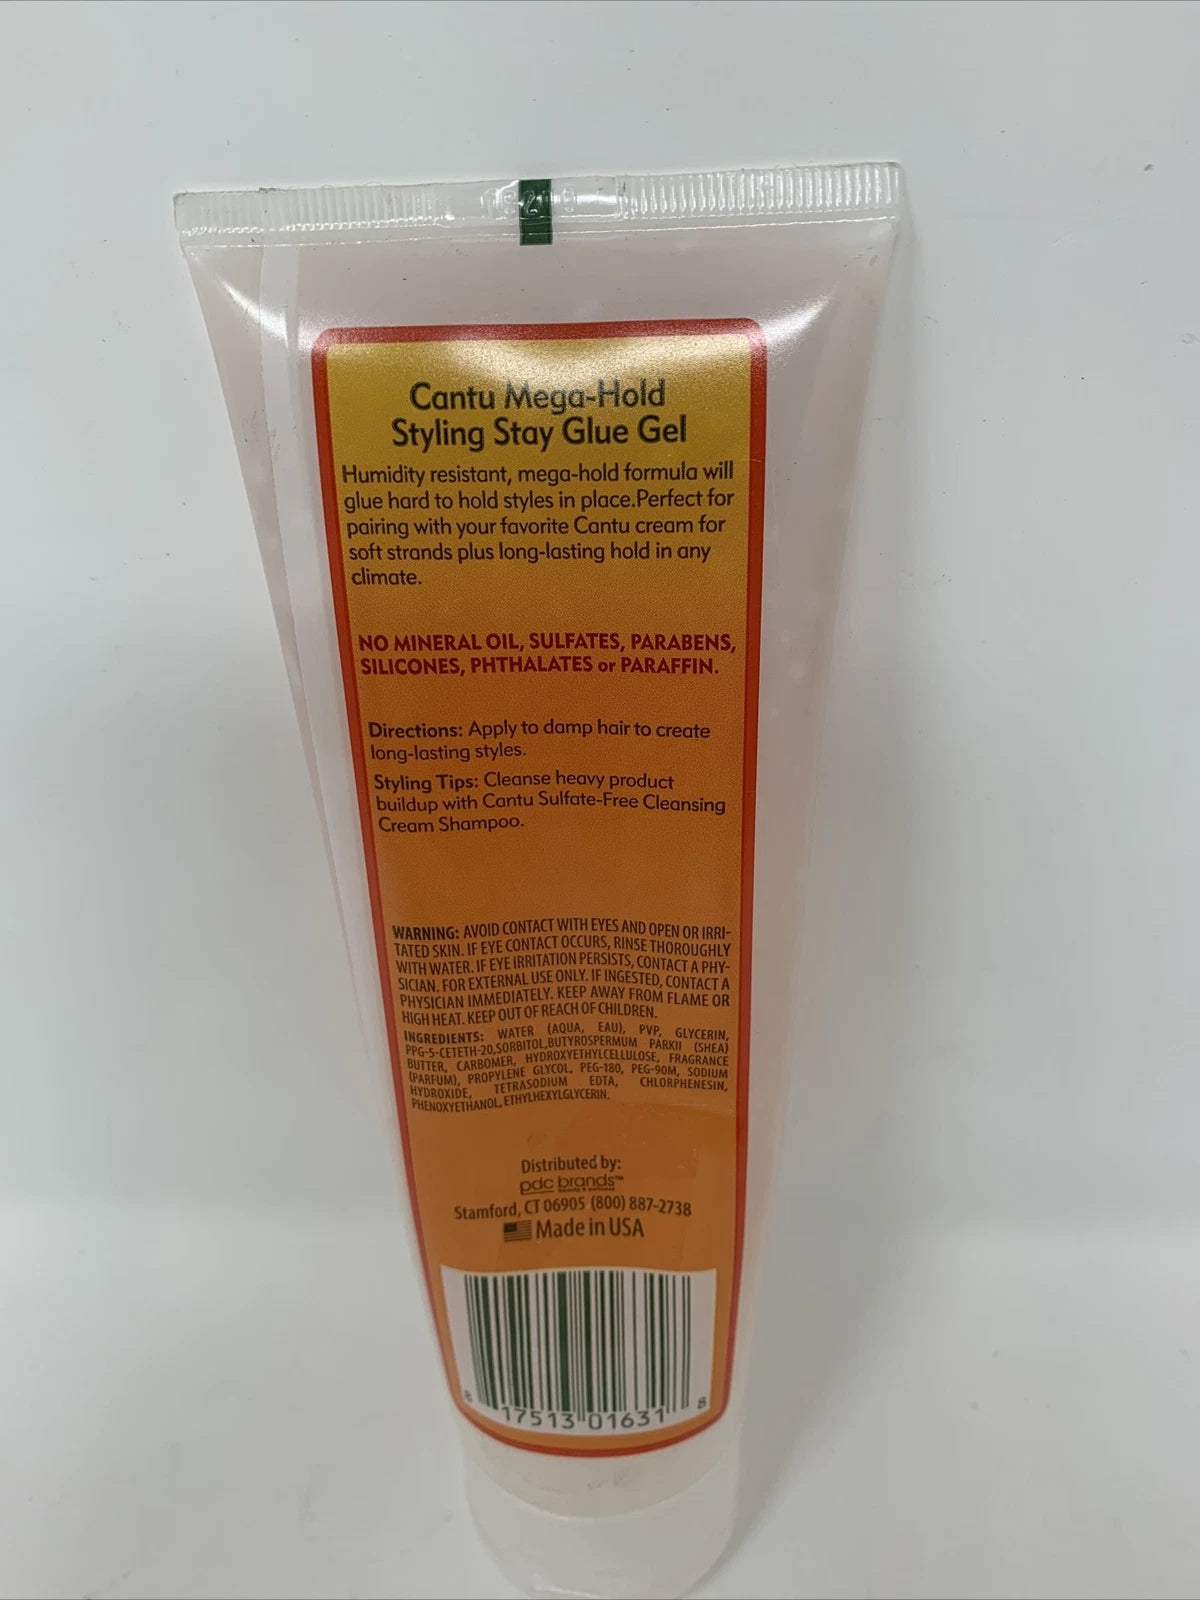 Cantu Mega-Hold
Styling Stay Glue Gel
Humidity resistant, mega-hold formula will
glue hard to hold styles in place.Perfect for
pairing with your favorite Cantu cream for
soft strands plus long-lasting hold in any
climate.
NO MINERAL OIL, SULFATES, PARABENS,
SILICONES, PHTHALATES or PARAFFIN.
Directions: Apply to damp hair to create
long-lasting styles.
Styling Tips: Cleanse heavy product
buildup with Cantu Sulfate-Free Cleansing
Cream Shampoo.
WARNING: AVOID CONTACT WITH EYES AND OPEN OR IRRI-
TATED SKIN. IF EYE CONTACT OCCURS, RINSE THOROUGHLY
WITH WATER. IF EYE IRRITATION PERSISTS, CONTACT A PHY-
SICIAN. FOR EXTERNAL USE ONLY. IF INGESTED, CONTACT A
PHYSICIAN IMMEDIATELY. KEEP AWAY FROM FLAME OR
HIGH HEAT. KEEP OUT OF REACH OF CHILDREN.
INGREDIENTS: WATER (AQUA, EAU), PVP, GLYCERIN,
PPG-5-CETETH-20,SORBITOL,BUTYROSPERMUM PARKII (SHEA)
BUTTER, CARBOMER, HYDROXYETHYLCELLULOSE, FRAGRANCE
(PARFUM), PROPYLENE GLYCOL, PEG-180, PEG-90M, SODIUM
HYDROXIDE, TETRASODIUM EDTA, CHLORPHENESIN,
PHENOXYETHANOL, ETHYLHEXYLGLYCERIN.
Distributed by:
pdc brands™
beauty & wellness
Stamford, CT 06905 (800) 887-2738
Made in USA
8 17513 01631 8